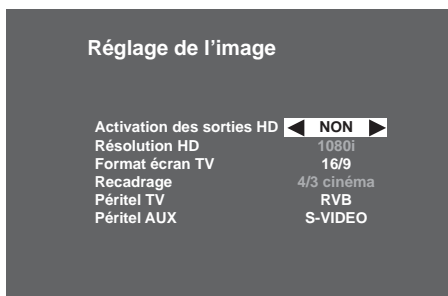 Réglage de l'image
Activation des sorties HD NON
Résolution HD 1080i
Format écran TV 16/9
Recadrage 4/3 cinéma
Péritel TV RVB
Péritel AUX S-VIDEO